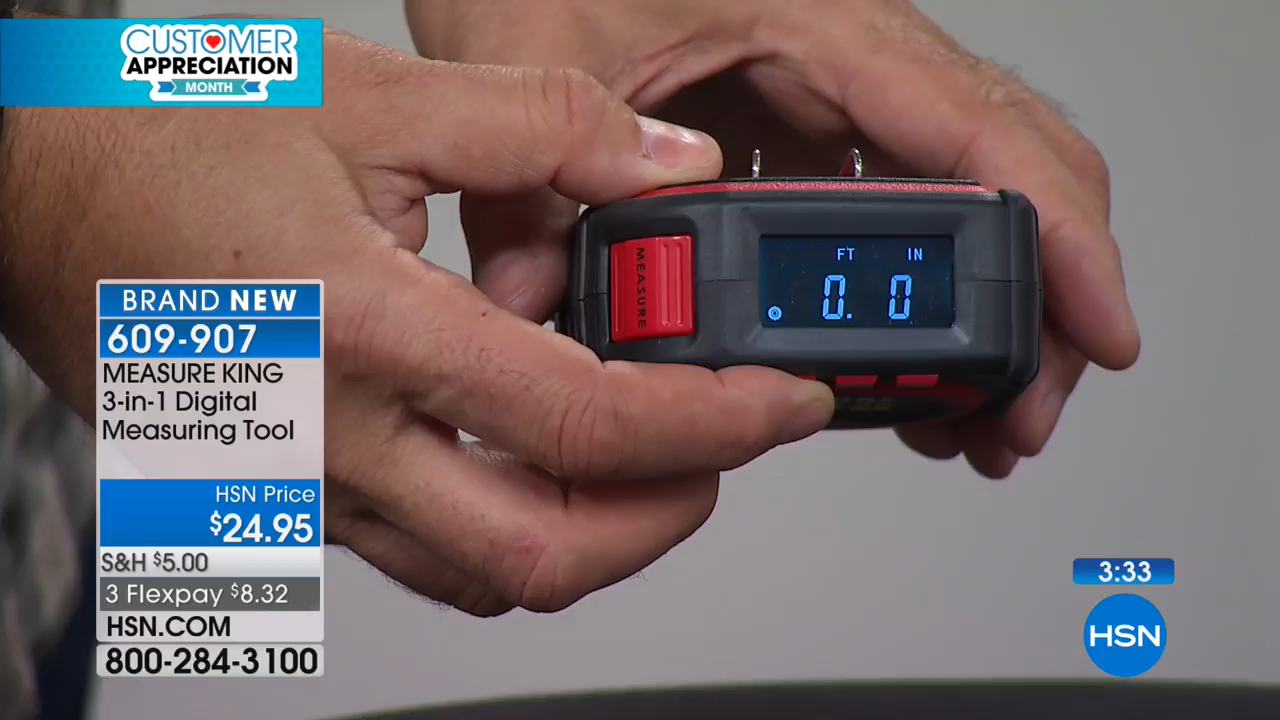 CUSTOMER
APPRECIATION
MONTH
MEASURE
FT IN
0. 0
BRAND NEW
609-907
MEASURE KING
3-in-1 Digital
Measuring Tool
HSN Price
$24.95
S&H $5.00
3 Flexpay $8.32
HSN.COM
800-284-3100
3:33
HSN